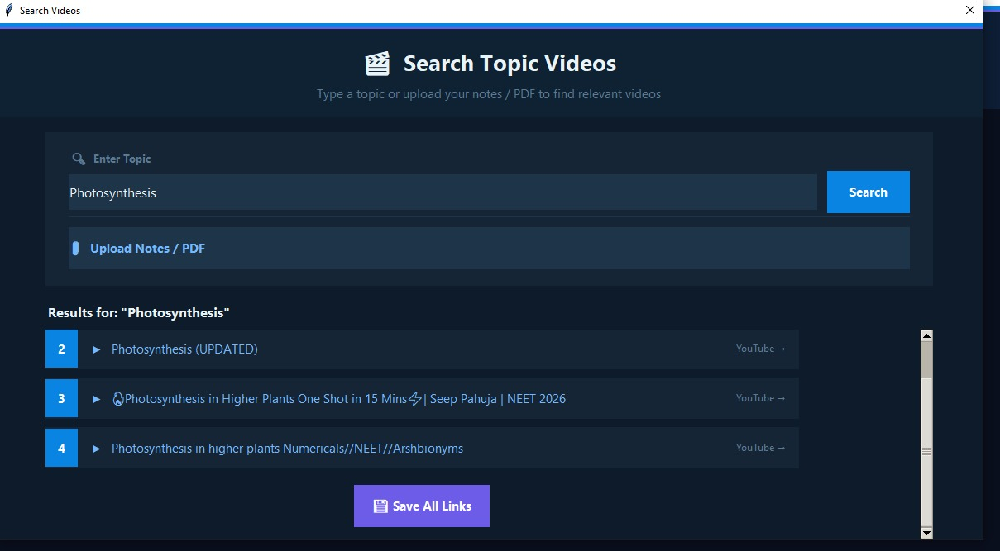 Search Videos
Search Topic Videos
Type a topic or upload your notes / PDF to find relevant videos
Enter Topic
Photosynthesis
Search
Upload Notes / PDF
Results for: "Photosynthesis"
2 ▶ Photosynthesis (UPDATED) YouTube →
3 ▶ 🔥Photosynthesis in Higher Plants One Shot in 15 Mins⚡| Seep Pahuja | NEET 2026 YouTube →
4 ▶ Photosynthesis in higher plants Numericals//NEET//Arshbionyms YouTube →
Save All Links